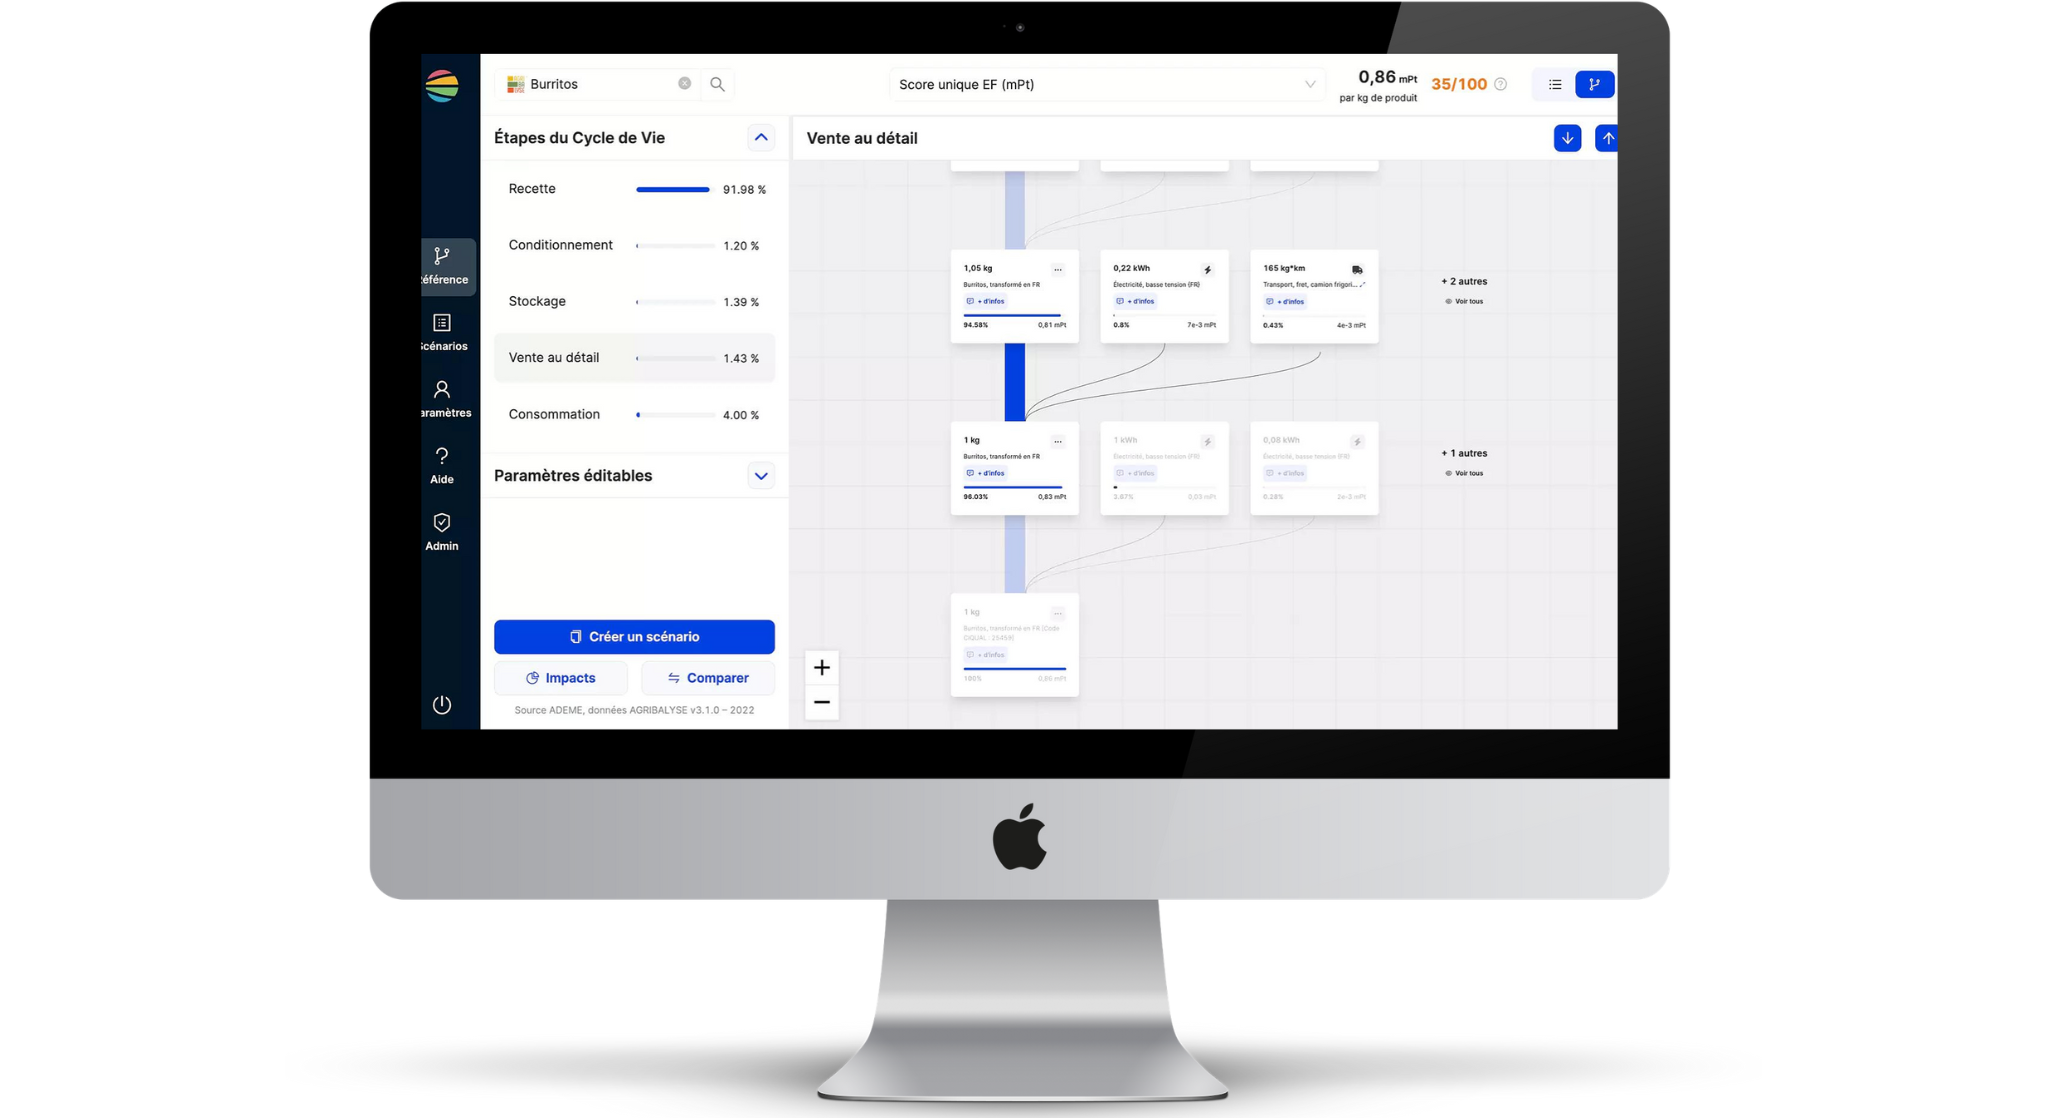 Burritos
Score unique EF (mPt)
0,86 mPt
par kg de produit
35/100
Étapes du Cycle de Vie
Recette 91.98 %
Conditionnement 1.20 %
Stockage 1.39 %
Vente au détail 1.43 %
Consommation 4.00 %
Paramètres éditables
Créer un scénario
Impacts
Comparer
Source ADEME, données AGRIBALYSE v3.1.0 – 2022
éférence
cénarios
aramètres
Aide
Admin
Vente au détail
1,05 kg
Burritos, transformé en FR
+ d'infos
94.58% 0,81 mPt
0,22 kWh
Électricité, basse tension (FR)
+ d'infos
0.8% 7e-3 mPt
165 kg*km
Transport, fret, camion frigori...
+ d'infos
0.43% 4e-3 mPt
+ 2 autres
Voir tous
1 kg
Burritos, transformé en FR
+ d'infos
96.03% 0,83 mPt
1 kWh
Électricité, basse tension (FR)
+ d'infos
3.67% 0,03 mPt
0,08 kWh
Électricité, basse tension (FR)
+ d'infos
0.28% 2e-3 mPt
+ 1 autres
Voir tous
1 kg
Burritos, transformé en FR (Code
CIQUAL : 25459)
+ d'infos
100% 0,86 mPt